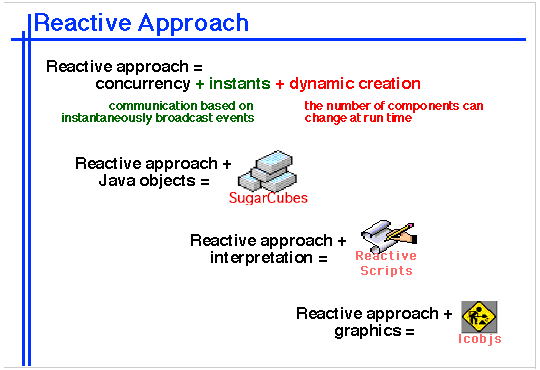 Reactive Approach
Reactive approach =
concurrency + instants + dynamic creation
communication based on
instantaneously broadcast events
the number of components can
change at run time
Reactive approach +
Java objects =
SugarCubes
Reactive approach +
interpretation =
Reactive
Scripts
Reactive approach +
graphics =
Icobjs